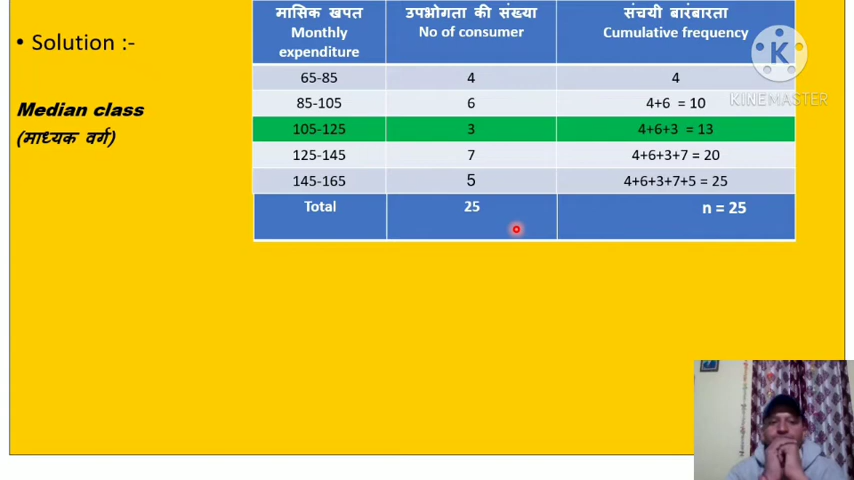 • Solution :-
Median class
(माध्यक वर्ग)
मासिक खपत
Monthly
expenditure
उपभोगता की संख्या
No of consumer
संचयी बारंबारता
Cumulative frequency
65-85 4 4
85-105 6 4+6 = 10
105-125 3 4+6+3 = 13
125-145 7 4+6+3+7 = 20
145-165 5 4+6+3+7+5 = 25
Total 25 n = 25
K
KINEMASTER